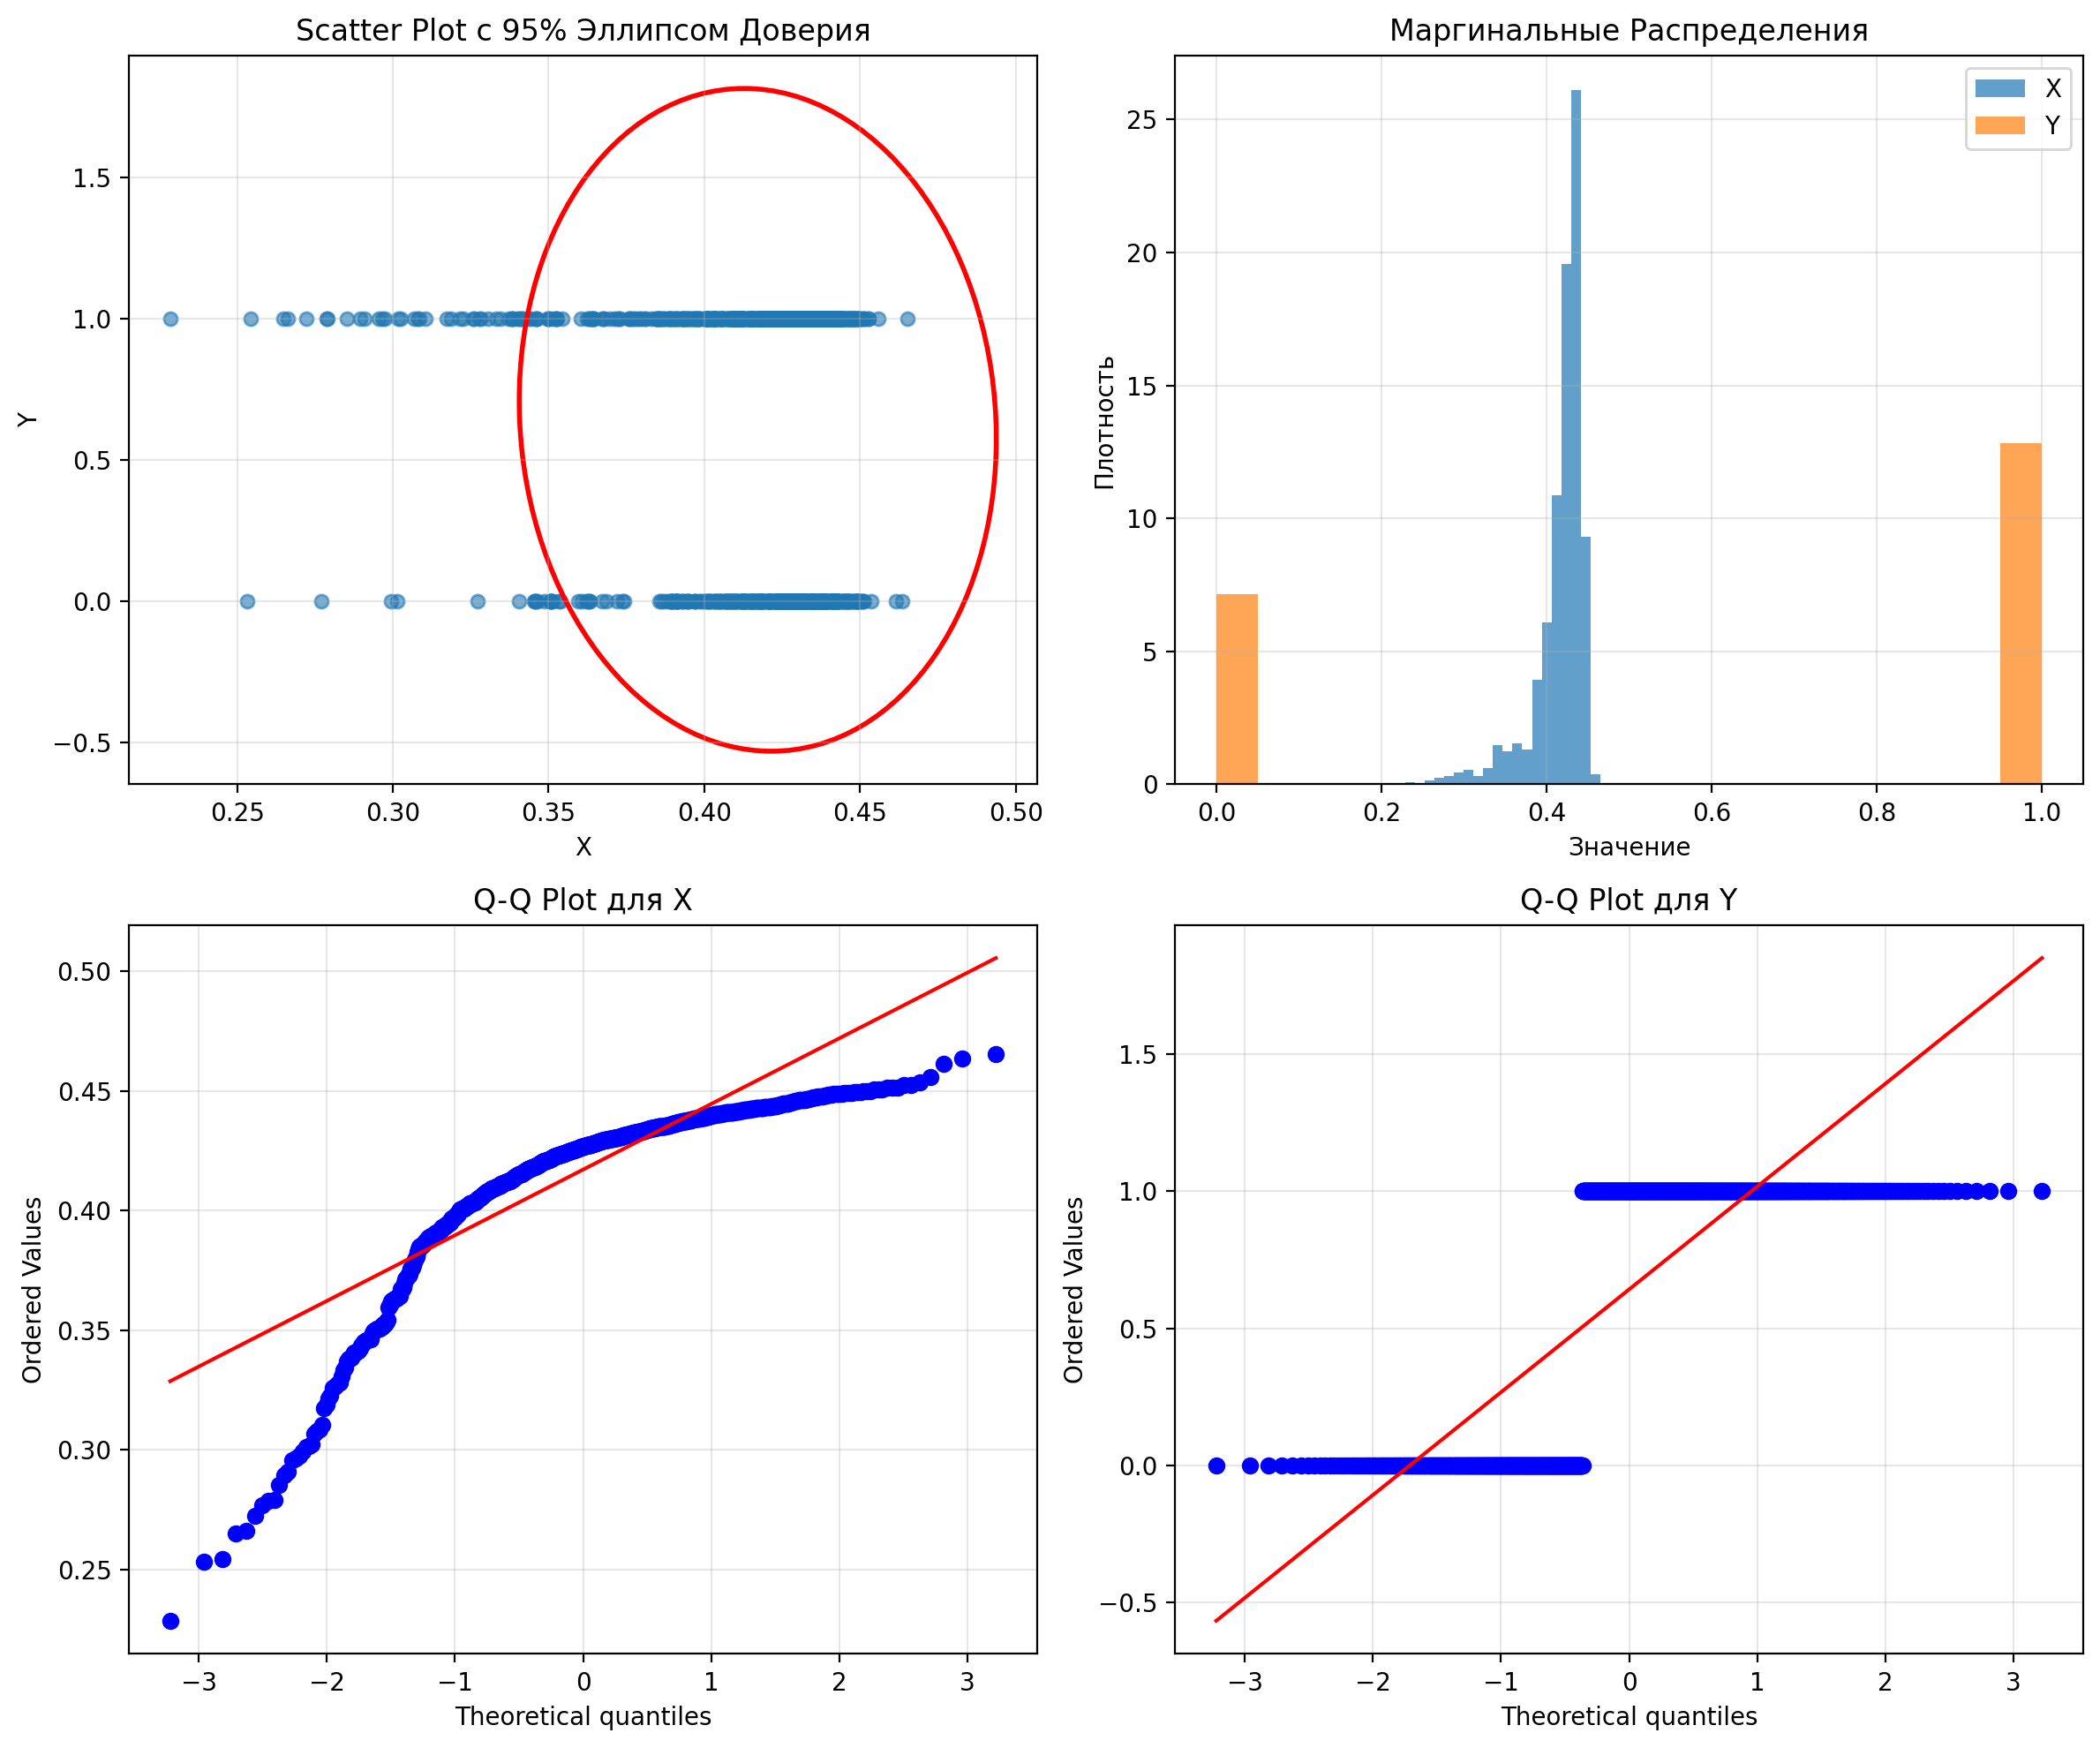 Scatter Plot с 95% Эллипсом Доверия
1.5
1.0
0.5
0.0
−0.5
Y
0.25 0.30 0.35 0.40 0.45 0.50
X
Маргинальные Распределения
X
Y
25
20
15
10
5
0
Плотность
0.0 0.2 0.4 0.6 0.8 1.0
Значение
Q-Q Plot для X
0.50
0.45
0.40
0.35
0.30
0.25
Ordered Values
−3 −2 −1 0 1 2 3
Theoretical quantiles
Q-Q Plot для Y
1.5
1.0
0.5
0.0
−0.5
Ordered Values
−3 −2 −1 0 1 2 3
Theoretical quantiles